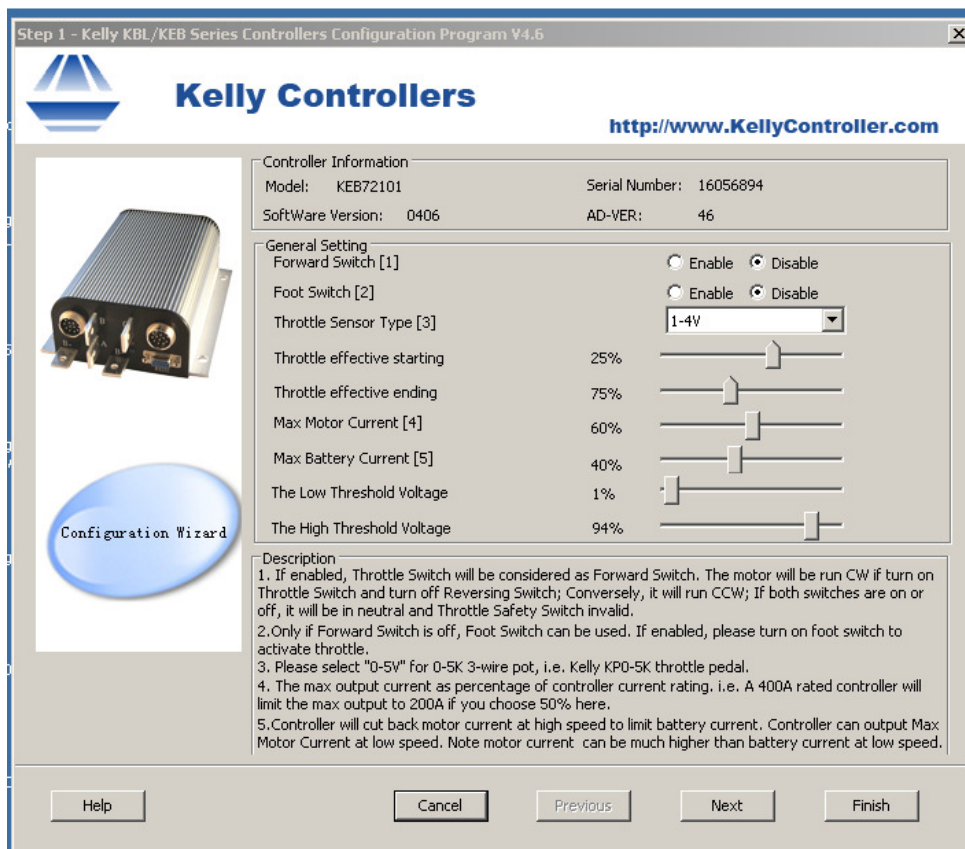 Step 1 - Kelly KBL/KEB Series Controllers Configuration Program V4.6
Kelly Controllers
http://www.KellyController.com
Controller Information
Model: KEB72101 Serial Number: 16056894
SoftWare Version: 0406 AD-VER: 46
General Setting
Forward Switch [1] Enable Disable
Foot Switch [2] Enable Disable
Throttle Sensor Type [3] 1-4V
Throttle effective starting 25%
Throttle effective ending 75%
Max Motor Current [4] 60%
Max Battery Current [5] 40%
The Low Threshold Voltage 1%
The High Threshold Voltage 94%
Configuration Wizard
Description
1. If enabled, Throttle Switch will be considered as Forward Switch. The motor will be run CW if turn on
Throttle Switch and turn off Reversing Switch; Conversely, it will run CCW; If both switches are on or
off, it will be in neutral and Throttle Safety Switch invalid.
2.Only if Forward Switch is off, Foot Switch can be used. If enabled, please turn on foot switch to
activate throttle.
3. Please select "0-5V" for 0-5K 3-wire pot, i.e. Kelly KP0-5K throttle pedal.
4. The max output current as percentage of controller current rating. i.e. A 400A rated controller will
limit the max output to 200A if you choose 50% here.
5.Controller will cut back motor current at high speed to limit battery current. Controller can output Max
Motor Current at low speed. Note motor current can be much higher than battery current at low speed.
Help Cancel Previous Next Finish